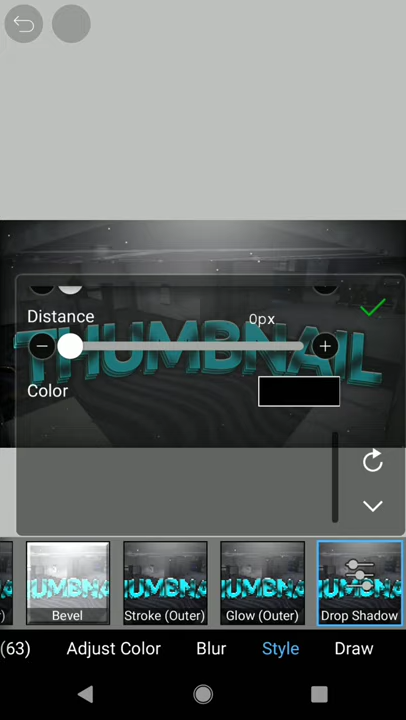 Distance
0px
THUMBNAIL
Color
Bevel
Stroke (Outer)
Glow (Outer)
Drop Shadow
(63)
Adjust Color
Blur
Style
Draw